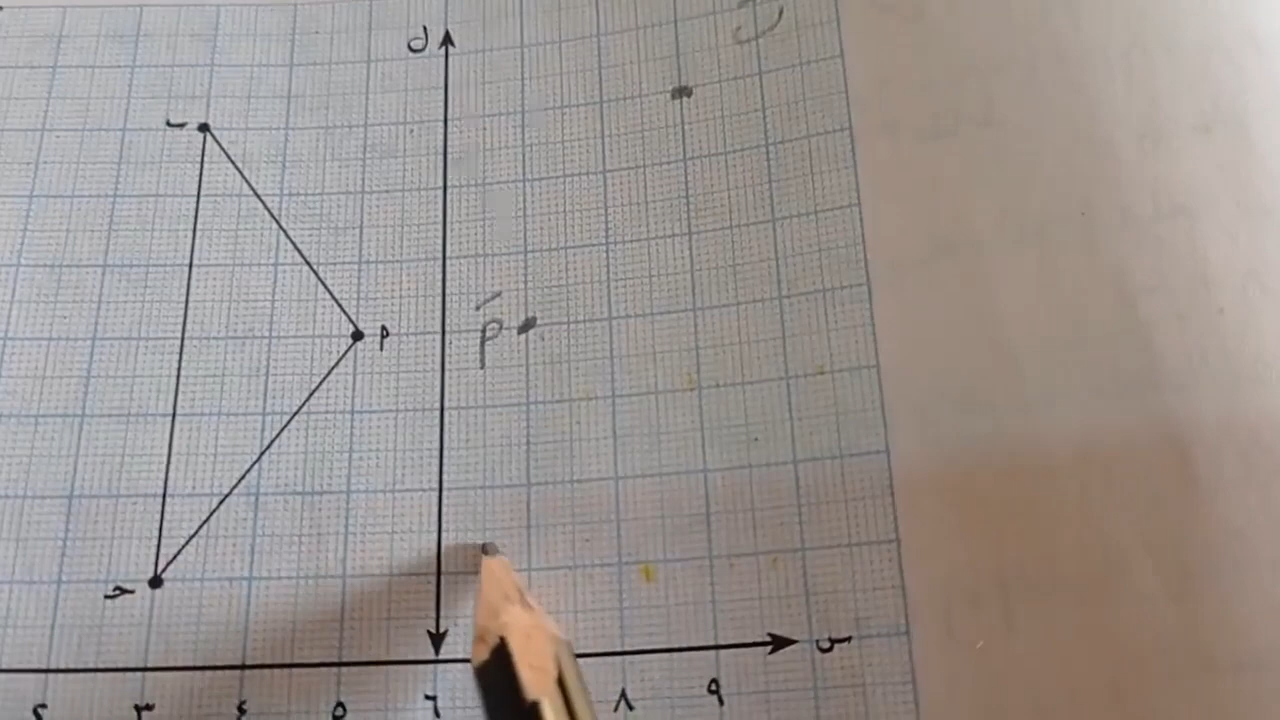 ل
ب
م
م َ
جـ
س
٢ ٣ ٤ ٥ ٦ ٨ ٩